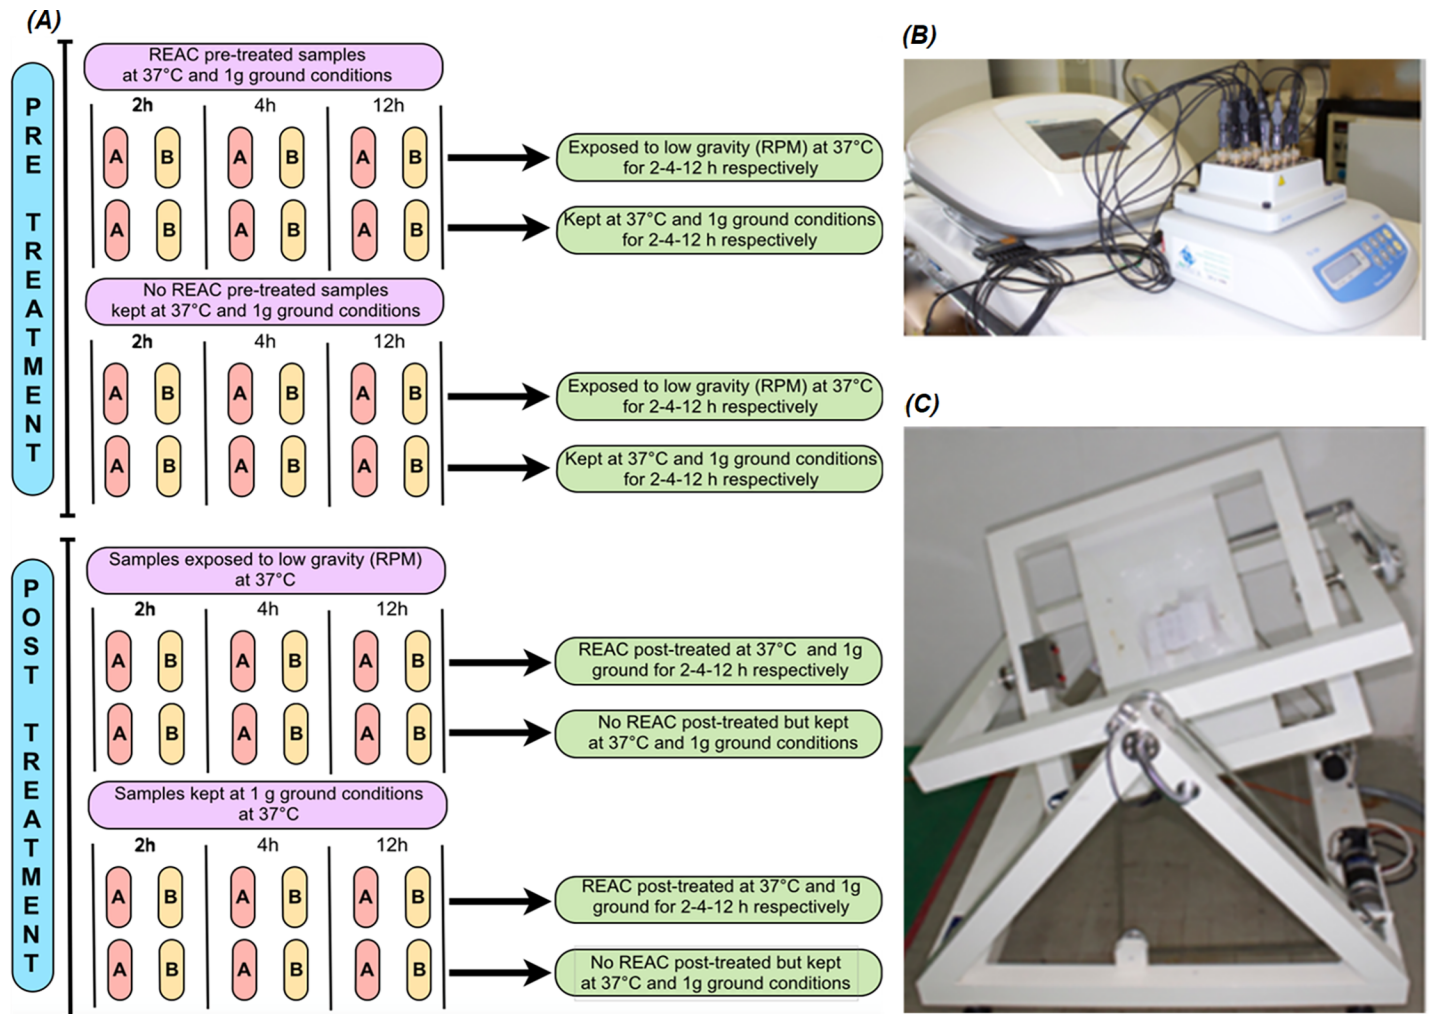 (A)
PRE TREATMENT
REAC pre-treated samples
at 37°C and 1g ground conditions
2h 4h 12h
A B A B A B
A B A B A B
Exposed to low gravity (RPM) at 37°C
for 2-4-12 h respectively
Kept at 37°C and 1g ground conditions
for 2-4-12 h respectively
No REAC pre-treated samples
kept at 37°C and 1g ground conditions
2h 4h 12h
A B A B A B
A B A B A B
Exposed to low gravity (RPM) at 37°C
for 2-4-12 h respectively
Kept at 37°C and 1g ground conditions
for 2-4-12 h respectively
POST TREATMENT
Samples exposed to low gravity (RPM)
at 37°C
2h 4h 12h
A B A B A B
A B A B A B
REAC post-treated at 37°C and 1g
ground for 2-4-12 h respectively
No REAC post-treated but kept
at 37°C and 1g ground conditions
Samples kept at 1 g ground conditions
at 37°C
2h 4h 12h
A B A B A B
A B A B A B
REAC post-treated at 37°C and 1g
ground for 2-4-12 h respectively
No REAC post-treated but kept
at 37°C and 1g ground conditions
(B)
(C)